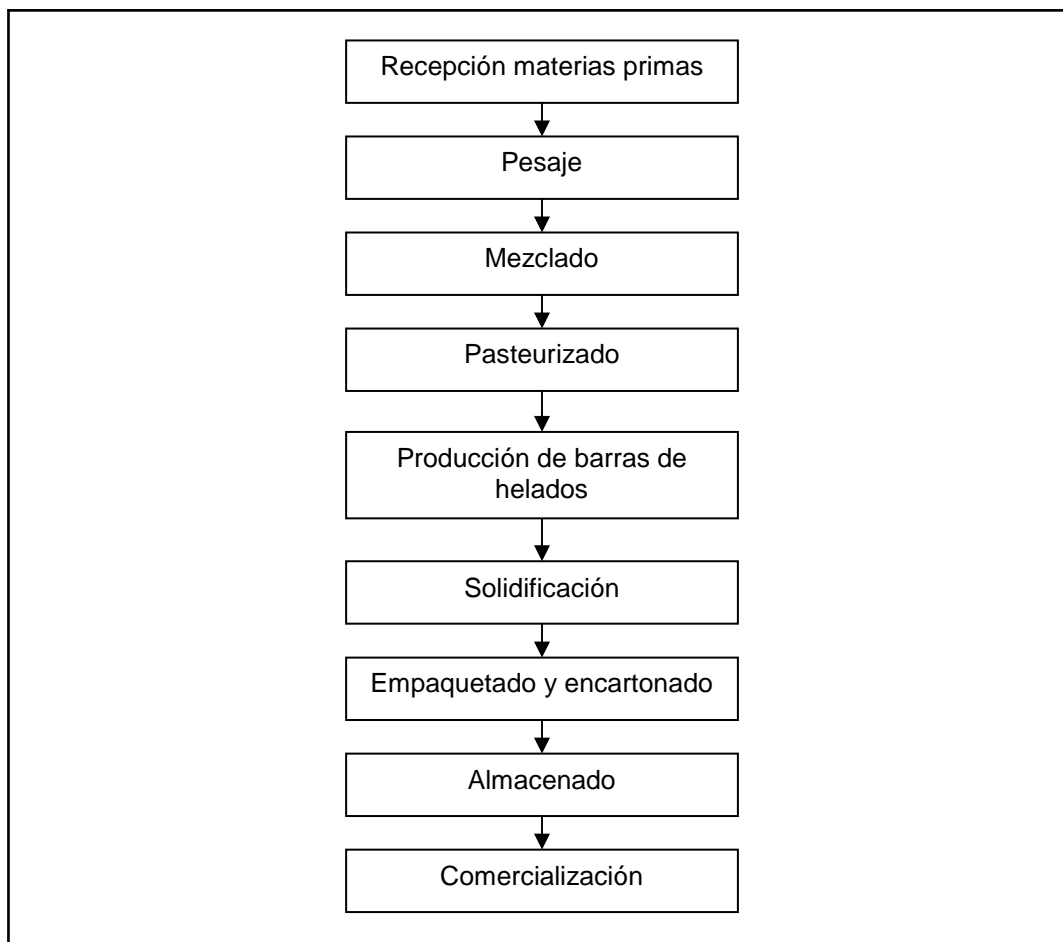 Recepción materias primas
Pesaje
Mezclado
Pasteurizado
Producción de barras de
helados
Solidificación
Empaquetado y encartonado
Almacenado
Comercialización